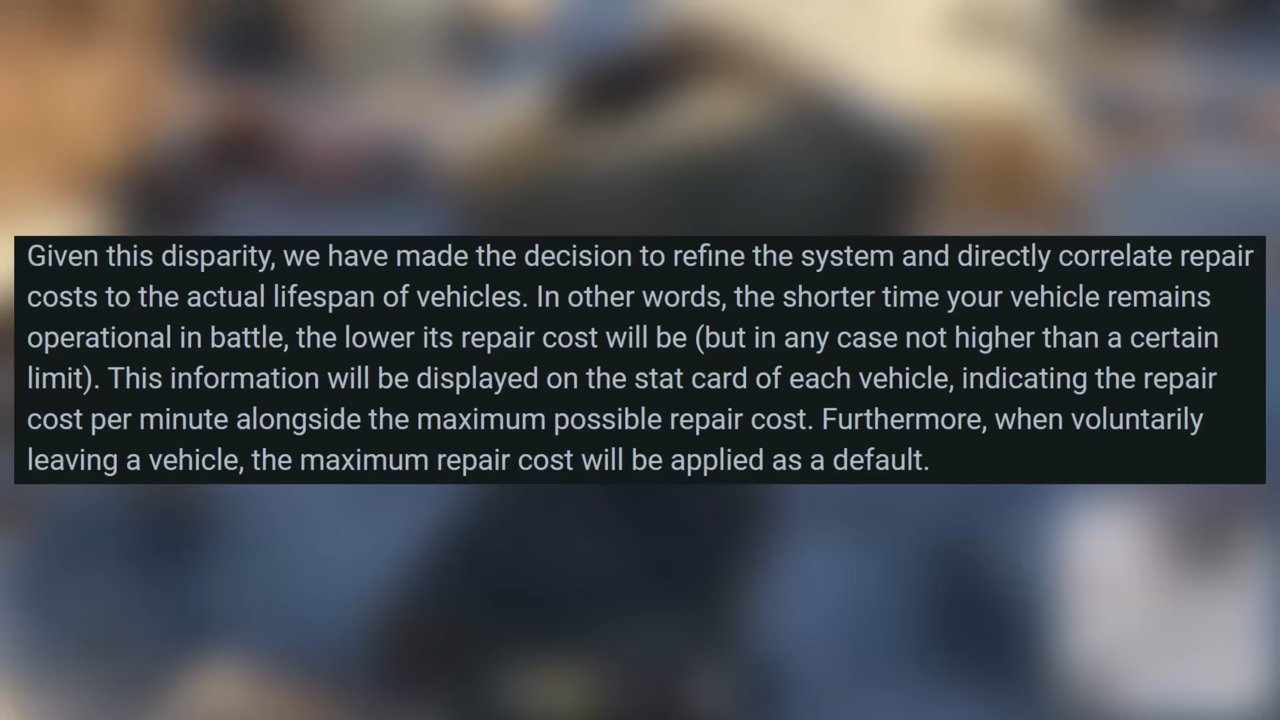 Given this disparity, we have made the decision to refine the system and directly correlate repair
costs to the actual lifespan of vehicles. In other words, the shorter time your vehicle remains
operational in battle, the lower its repair cost will be (but in any case not higher than a certain
limit). This information will be displayed on the stat card of each vehicle, indicating the repair
cost per minute alongside the maximum possible repair cost. Furthermore, when voluntarily
leaving a vehicle, the maximum repair cost will be applied as a default.